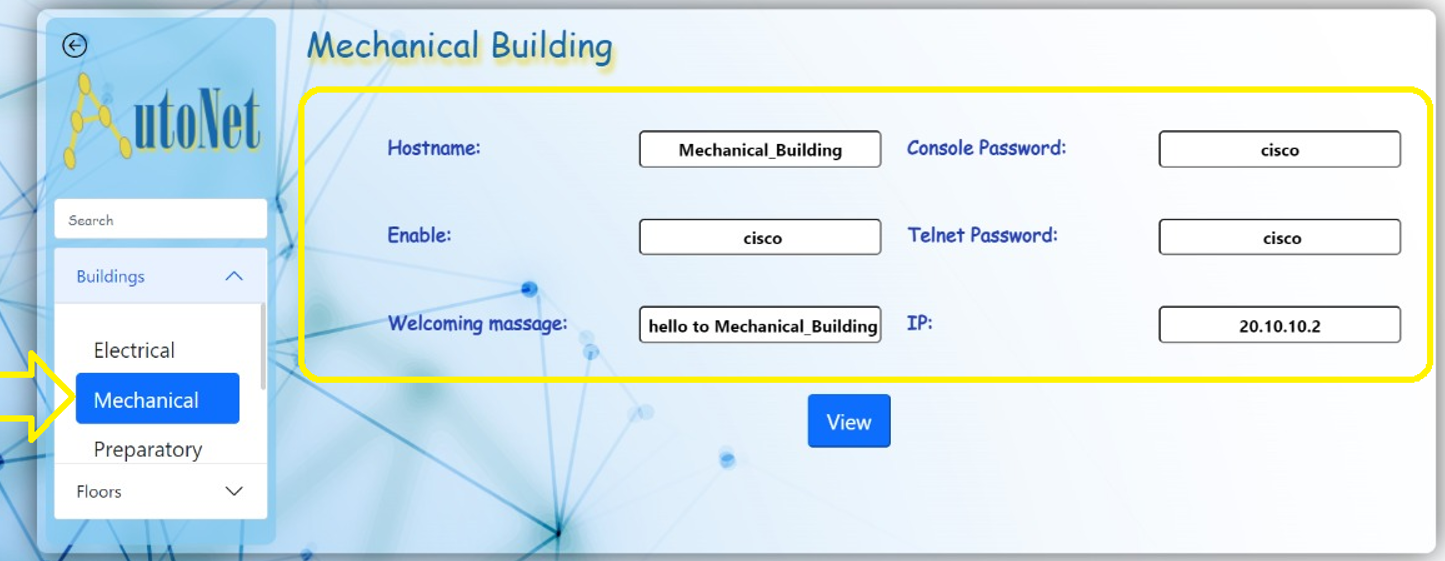 Mechanical Building
AutoNet
Search
Buildings
Electrical
Mechanical
Preparatory
Floors
Hostname: Mechanical_Building Console Password: cisco
Enable: cisco Telnet Password: cisco
Welcoming massage: hello to Mechanical_Building IP: 20.10.10.2
View